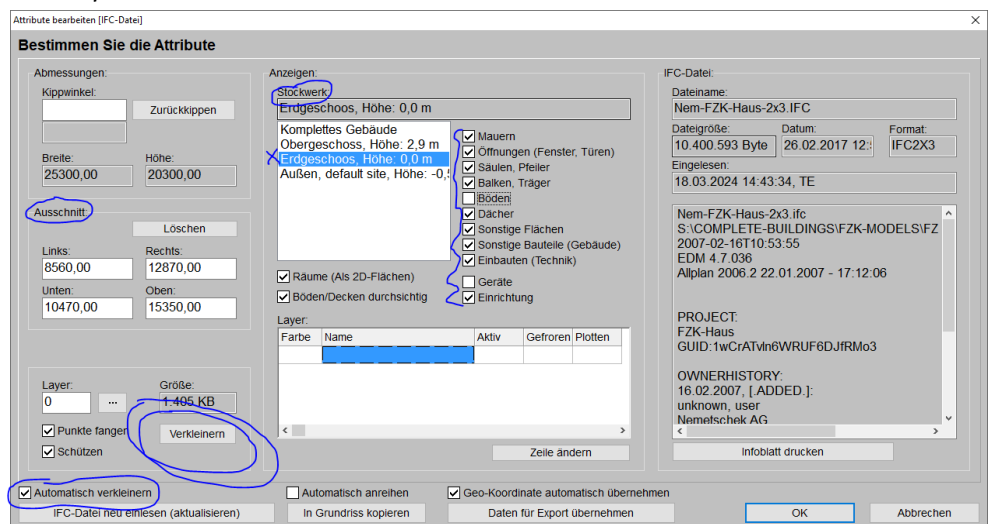 Attribute bearbeiten [IFC-Datei]
Bestimmen Sie die Attribute
Abmessungen:
Kippwinkel:
Zurückkippen
Breite: Höhe:
25300,00 20300,00
Ausschnitt:
Löschen
Links: Rechts:
8560,00 12870,00
Unten: Oben:
10470,00 15350,00
Layer: Größe:
0 ... 1.405 KB
Punkte fangen Verkleinern
Schützen
Anzeigen:
Stockwerk:
Erdgeschoos, Höhe: 0,0 m
Komplettes Gebäude
Obergeschoss, Höhe: 2,9 m
Erdgeschoss, Höhe: 0,0 m
Außen, default site, Höhe: -0,5
Räume (Als 2D-Flächen)
Böden/Decken durchsichtig
Mauern
Öffnungen (Fenster, Türen)
Säulen, Pfeiler
Balken, Träger
Böden
Dächer
Sonstige Flächen
Sonstige Bauteile (Gebäude)
Einbauten (Technik)
Geräte
Einrichtung
Layer:
Farbe Name Aktiv Gefroren Plotten
Zeile ändern
IFC-Datei:
Dateiname:
Nem-FZK-Haus-2x3.IFC
Dateigröße: Datum: Format:
10.400.593 Byte 26.02.2017 12: IFC2X3
Eingelesen:
18.03.2024 14:43:34, TE
Nem-FZK-Haus-2x3.ifc
S:\COMPLETE-BUILDINGS\FZK-MODELS\FZ
2007-02-16T10:53:55
EDM 4.7.036
Allplan 2006.2 22.01.2007 - 17:12:06
PROJECT:
FZK-Haus
GUID:1wCrATvln6WRUF6DJfRMo3
OWNERHISTORY:
16.02.2007, [.ADDED.]:
unknown, user
Nemetschek AG
Infoblatt drucken
Automatisch verkleinern Automatisch anreihen Geo-Koordinate automatisch übernehmen
IFC-Datei neu einlesen (aktualisieren) In Grundriss kopieren Daten für Export übernehmen OK Abbrechen